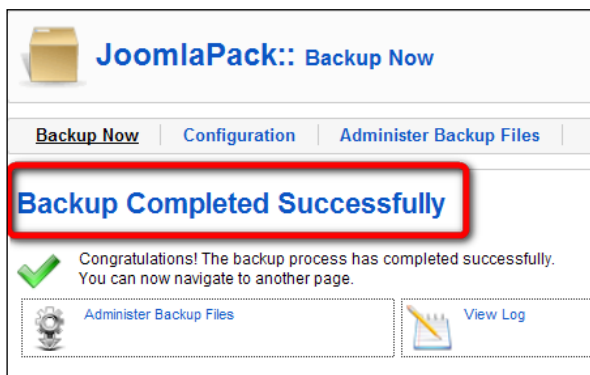 JoomlaPack:: Backup Now
Backup Now Configuration Administer Backup Files
Backup Completed Successfully
Congratulations! The backup process has completed successfully.
You can now navigate to another page.
Administer Backup Files View Log